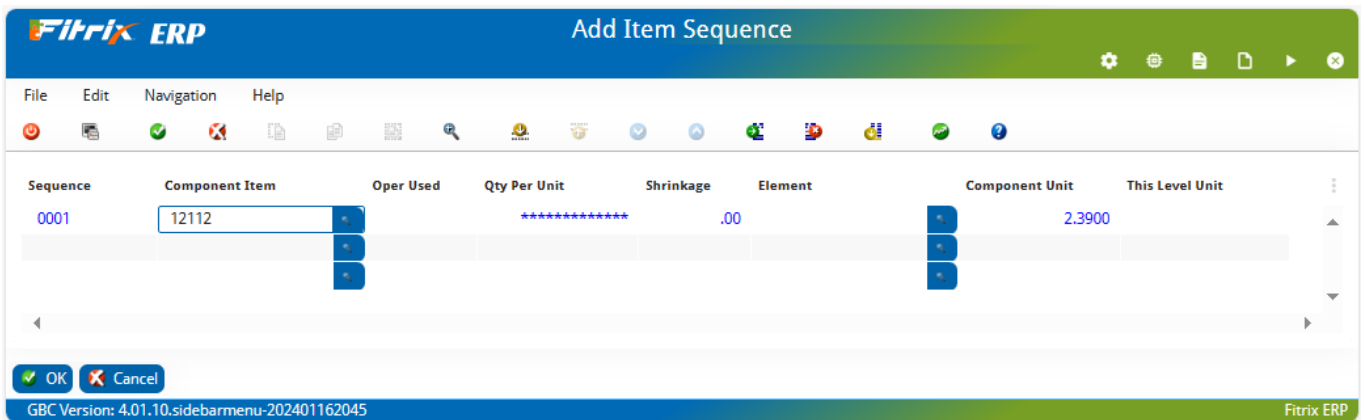 Fitrix ERP Add Item Sequence
File Edit Navigation Help
Sequence Component Item Oper Used Qty Per Unit Shrinkage Element Component Unit This Level Unit
0001 12112 ************* .00 2.3900
OK Cancel
GBC Version: 4.01.10.sidebarmenu-202401162045 Fitrix ERP